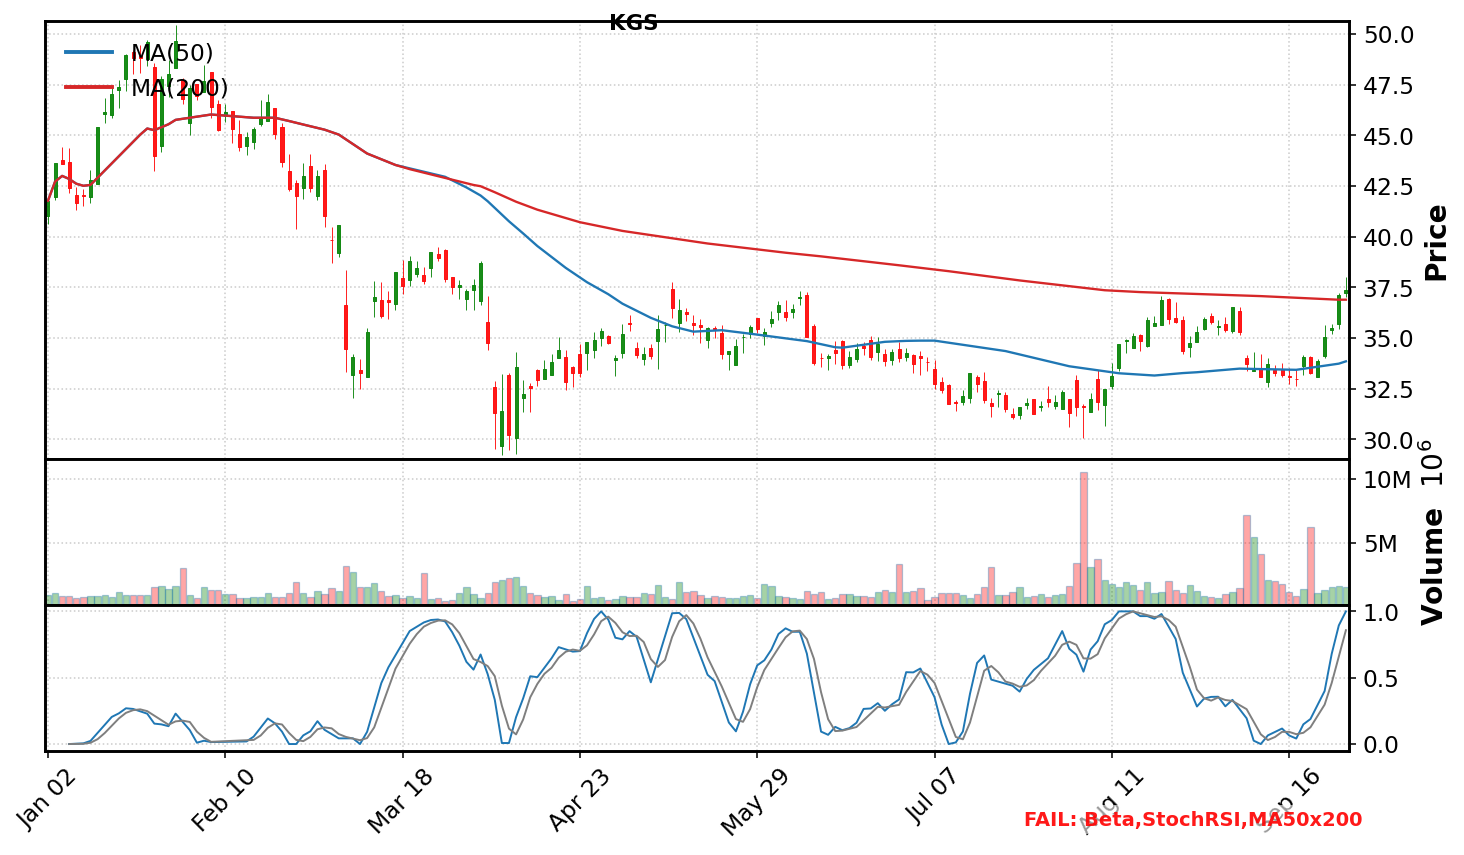 KGS
MA(50)
MA(200)
50.0
47.5
45.0
42.5
40.0
37.5
35.0
32.5
30.0
Price
10M
5M
Volume 10⁶
1.0
0.5
0.0
Jan 02
Feb 10
Mar 18
Apr 23
May 29
Jul 07
Aug 11
Sep 16
FAIL: Beta,StochRSI,MA50x200